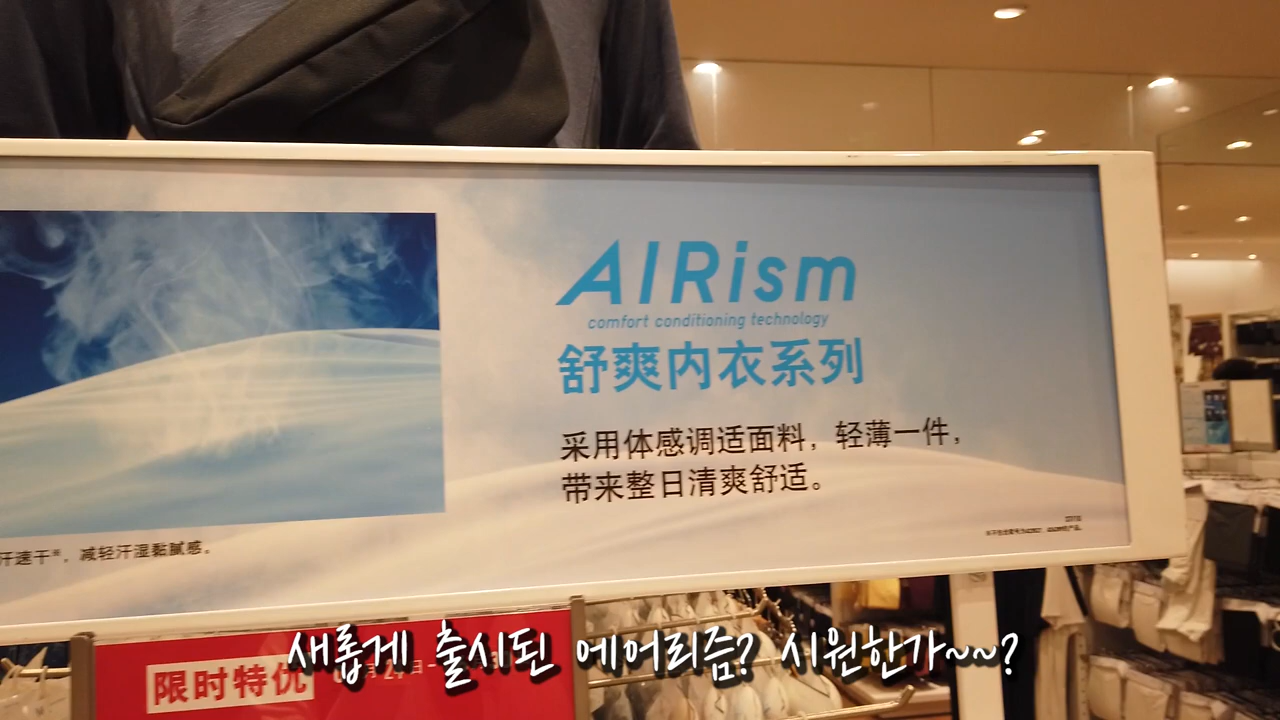 AIRism
comfort conditioning technology
舒爽内衣系列
采用体感调适面料，轻薄一件，
带来整日清爽舒适。
汗速干※，减轻汗湿黏腻感。
限时特优
새롭게 출시된 에어리즘? 시원한가~~?